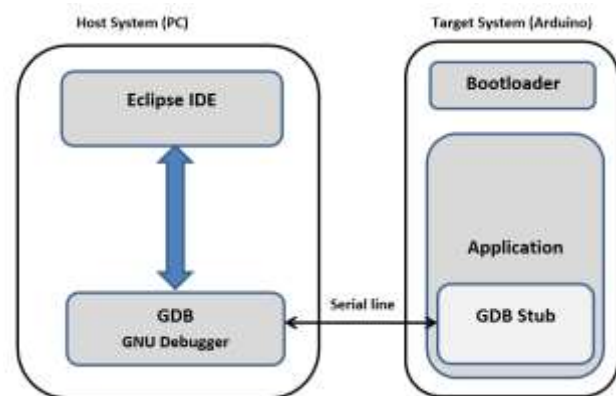 Host System (PC)
Target System (Arduino)
Eclipse IDE
Bootloader
Application
GDB
GNU Debugger
Serial line
GDB Stub